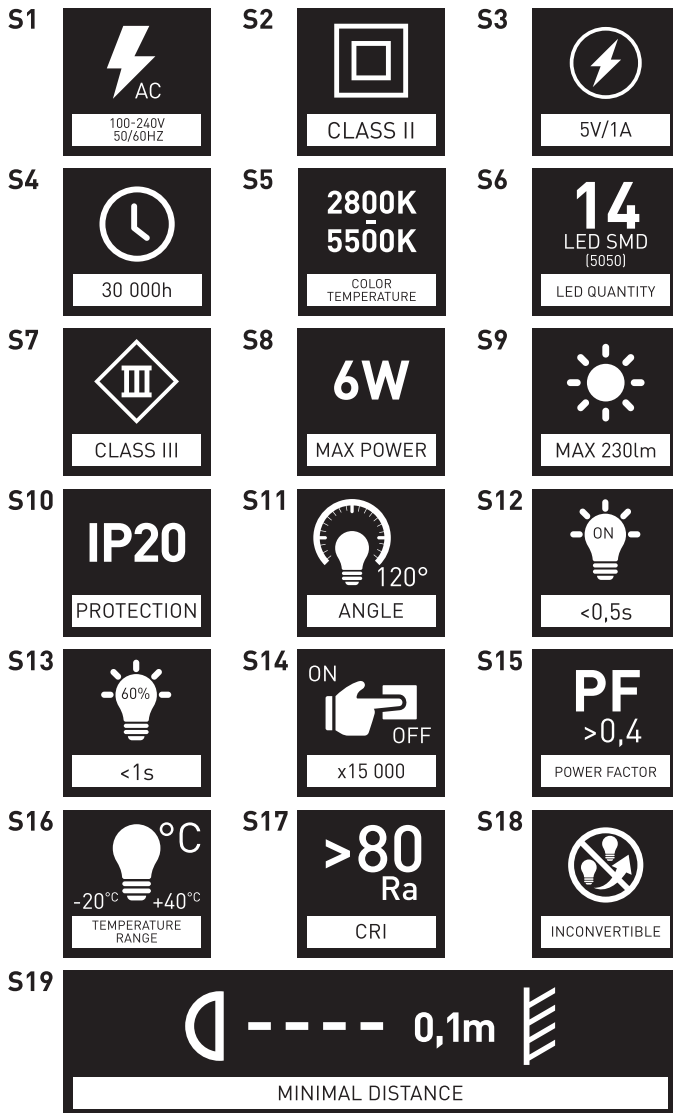 S1
AC
100-240V
50/60HZ
S2
CLASS II
S3
5V/1A
S4
30 000h
S5
2800K
-
5500K
COLOR
TEMPERATURE
S6
14
LED SMD
(5050)
LED QUANTITY
S7
III
CLASS III
S8
6W
MAX POWER
S9
MAX 230lm
S10
IP20
PROTECTION
S11
120°
ANGLE
S12
ON
<0,5s
S13
60%
<1s
S14
ON
OFF
x15 000
S15
PF
>0,4
POWER FACTOR
S16
°C
-20°C +40°C
TEMPERATURE
RANGE
S17
>80
Ra
CRI
S18
INCONVERTIBLE
S19
0,1m
MINIMAL DISTANCE